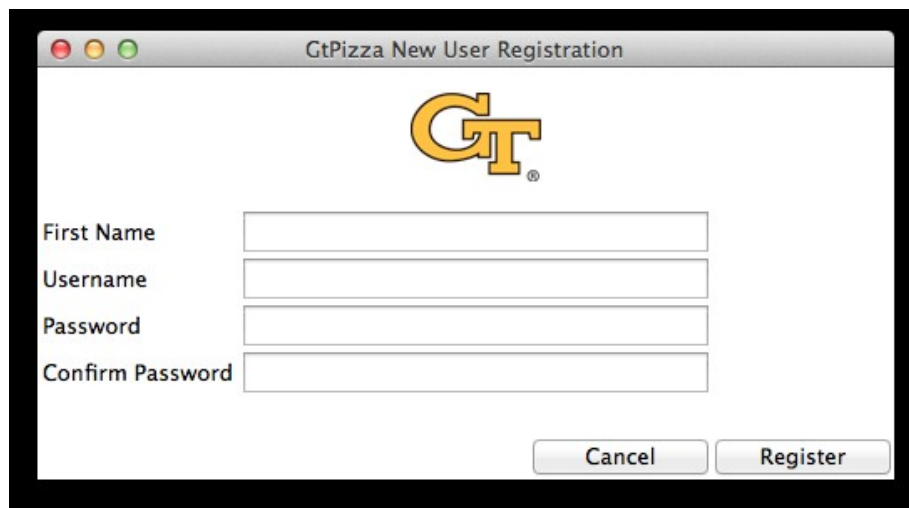 GtPizza New User Registration
GT
®
First Name
Username
Password
Confirm Password
Cancel Register